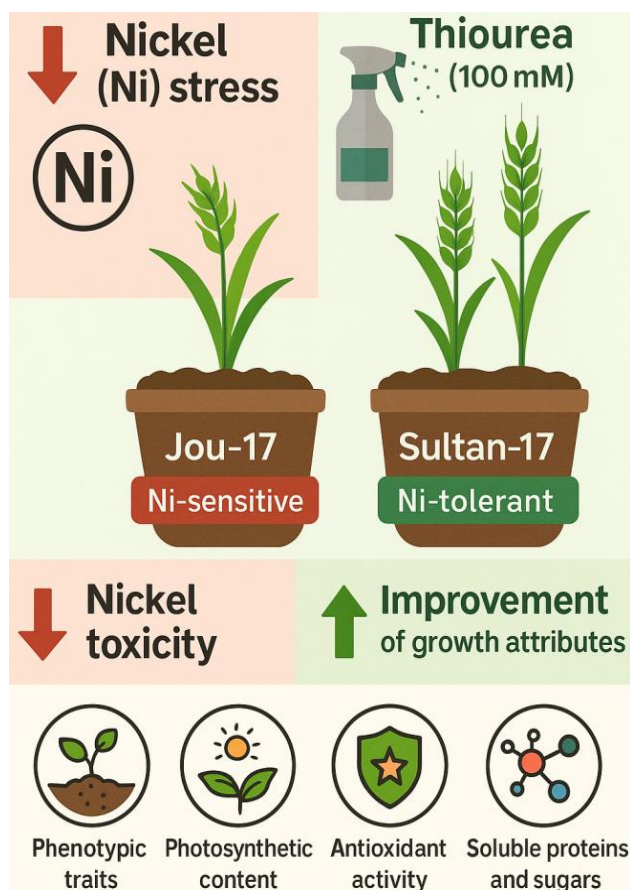 Nickel
(Ni) stress
Ni
Thiourea
(100 mM)
Jou-17
Ni-sensitive
Sultan-17
Ni-tolerant
Nickel
toxicity
Improvement
of growth attributes
Phenotypic
traits
Photosynthetic
content
Antioxidant
activity
Soluble proteins
and sugars